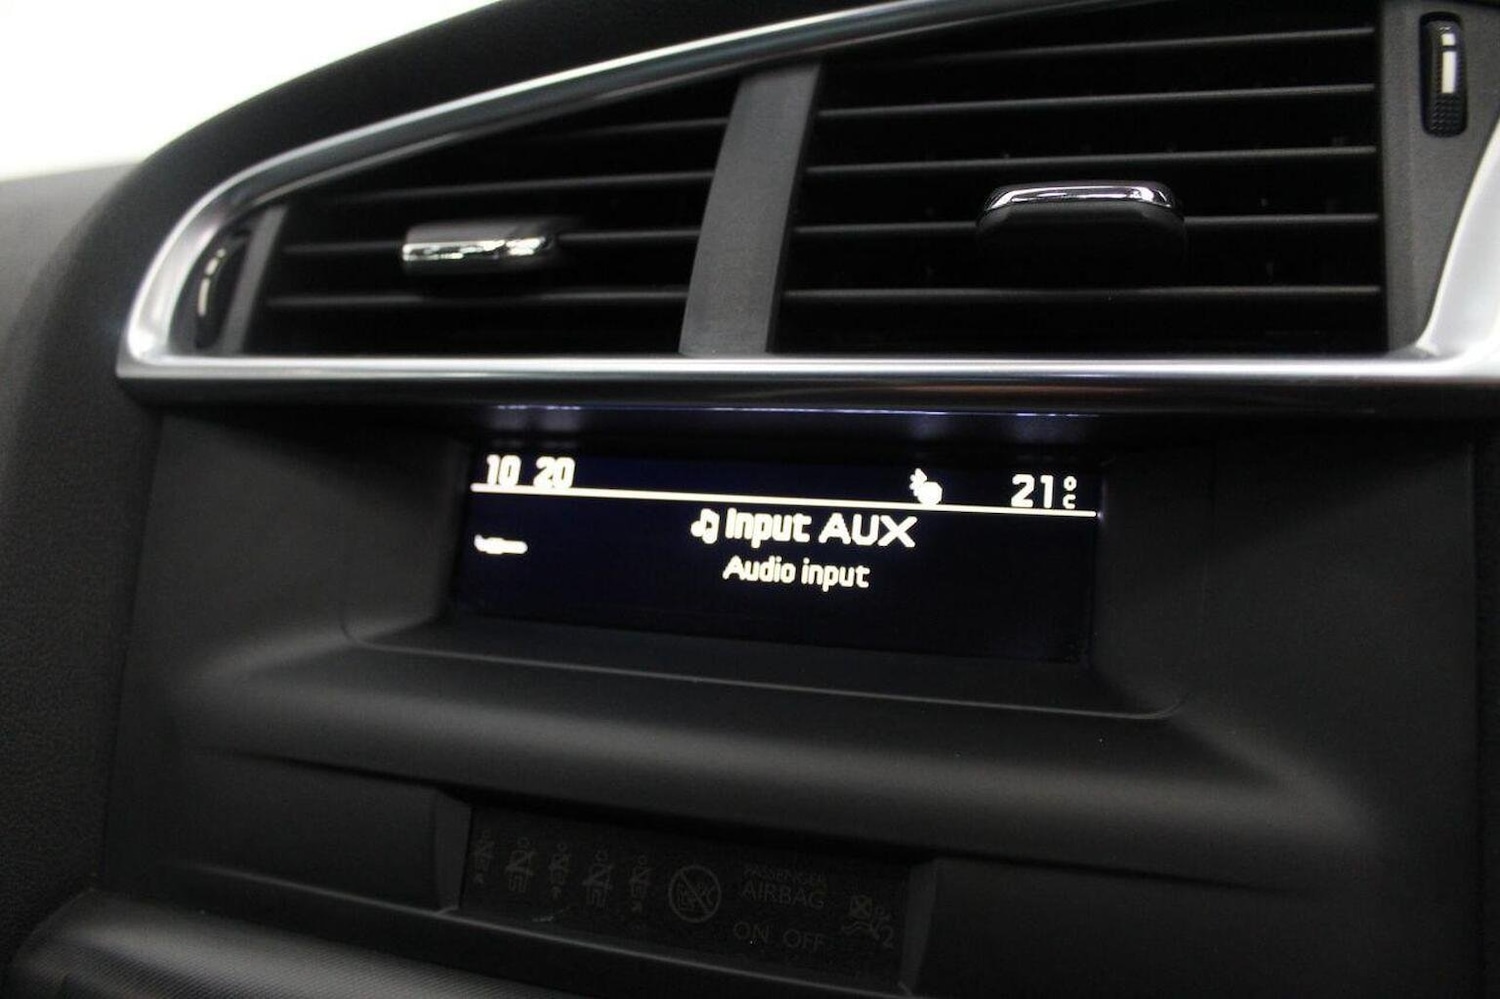 10 20 21°C
Input AUX
Audio input
PASSENGER
AIRBAG
ON OFF